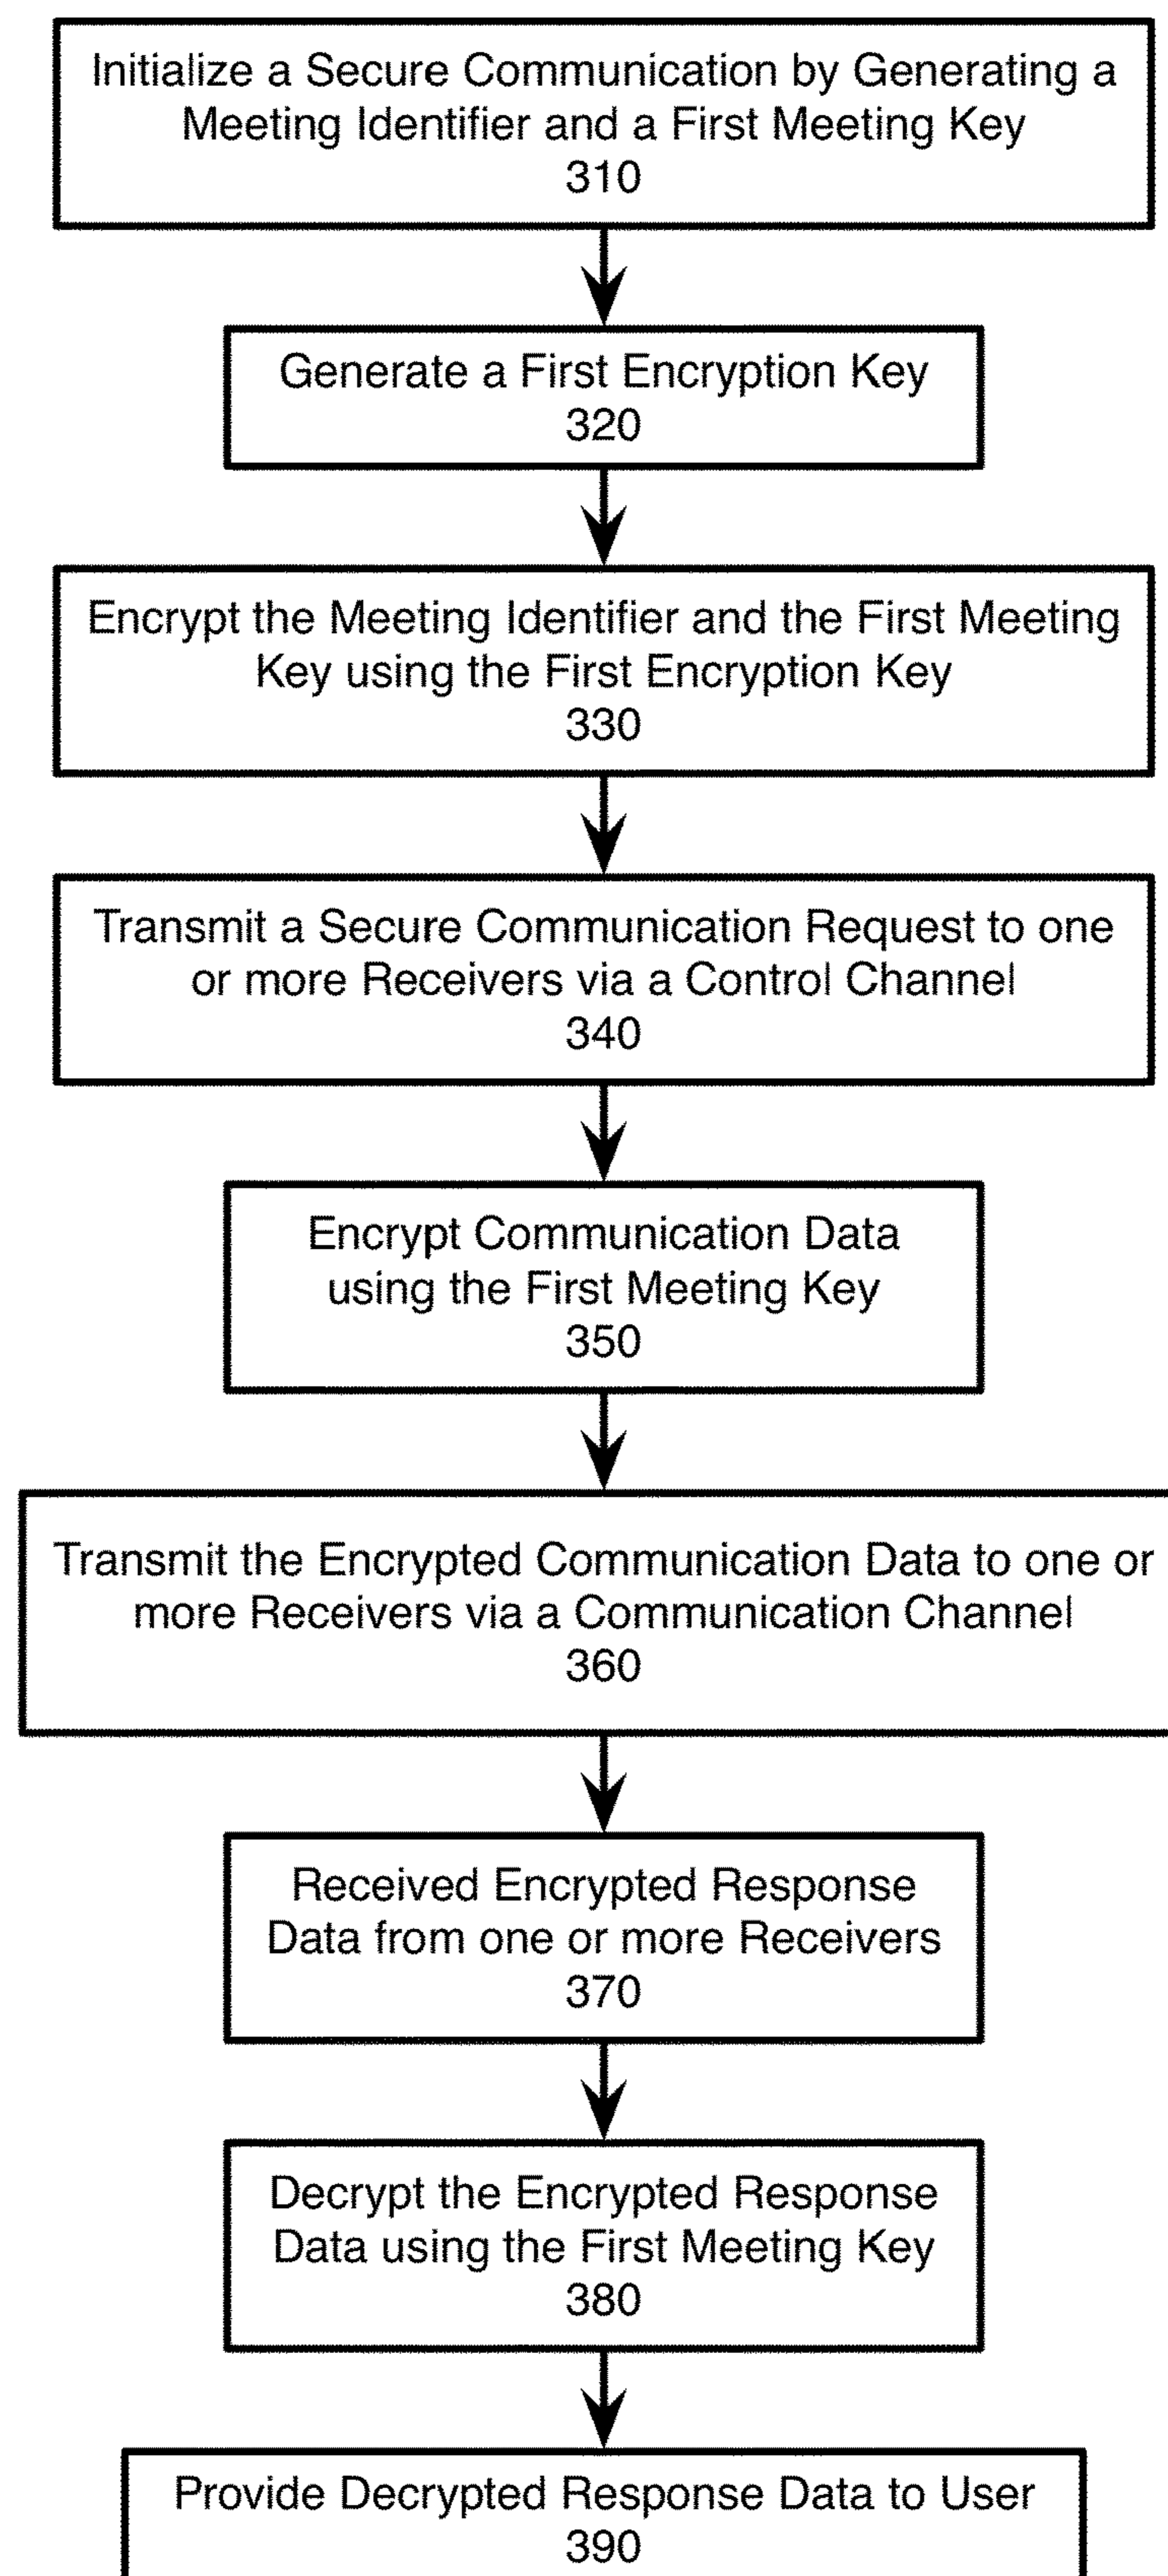 Initialize a Secure Communication by Generating a
Meeting Identifier and a First Meeting Key
310
Generate a First Encryption Key
320
Encrypt the Meeting Identifier and the First Meeting
Key using the First Encryption Key
330
Transmit a Secure Communication Request to one
or more Receivers via a Control Channel
340
Encrypt Communication Data
using the First Meeting Key
350
Transmit the Encrypted Communication Data to one or
more Receivers via a Communication Channel
360
Received Encrypted Response
Data from one or more Receivers
370
Decrypt the Encrypted Response
Data using the First Meeting Key
380
Provide Decrypted Response Data to User
390